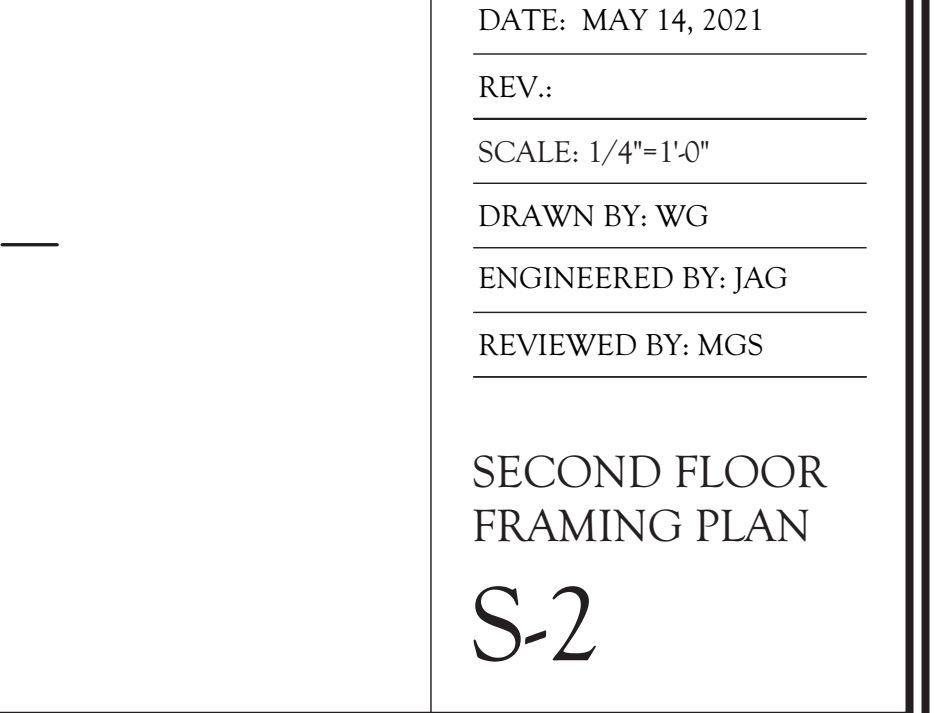 DATE: MAY 14, 2021
REV.:
SCALE: 1/4"=1'-0"
DRAWN BY: WG
ENGINEERED BY: JAG
REVIEWED BY: MGS
SECOND FLOOR
FRAMING PLAN
S-2